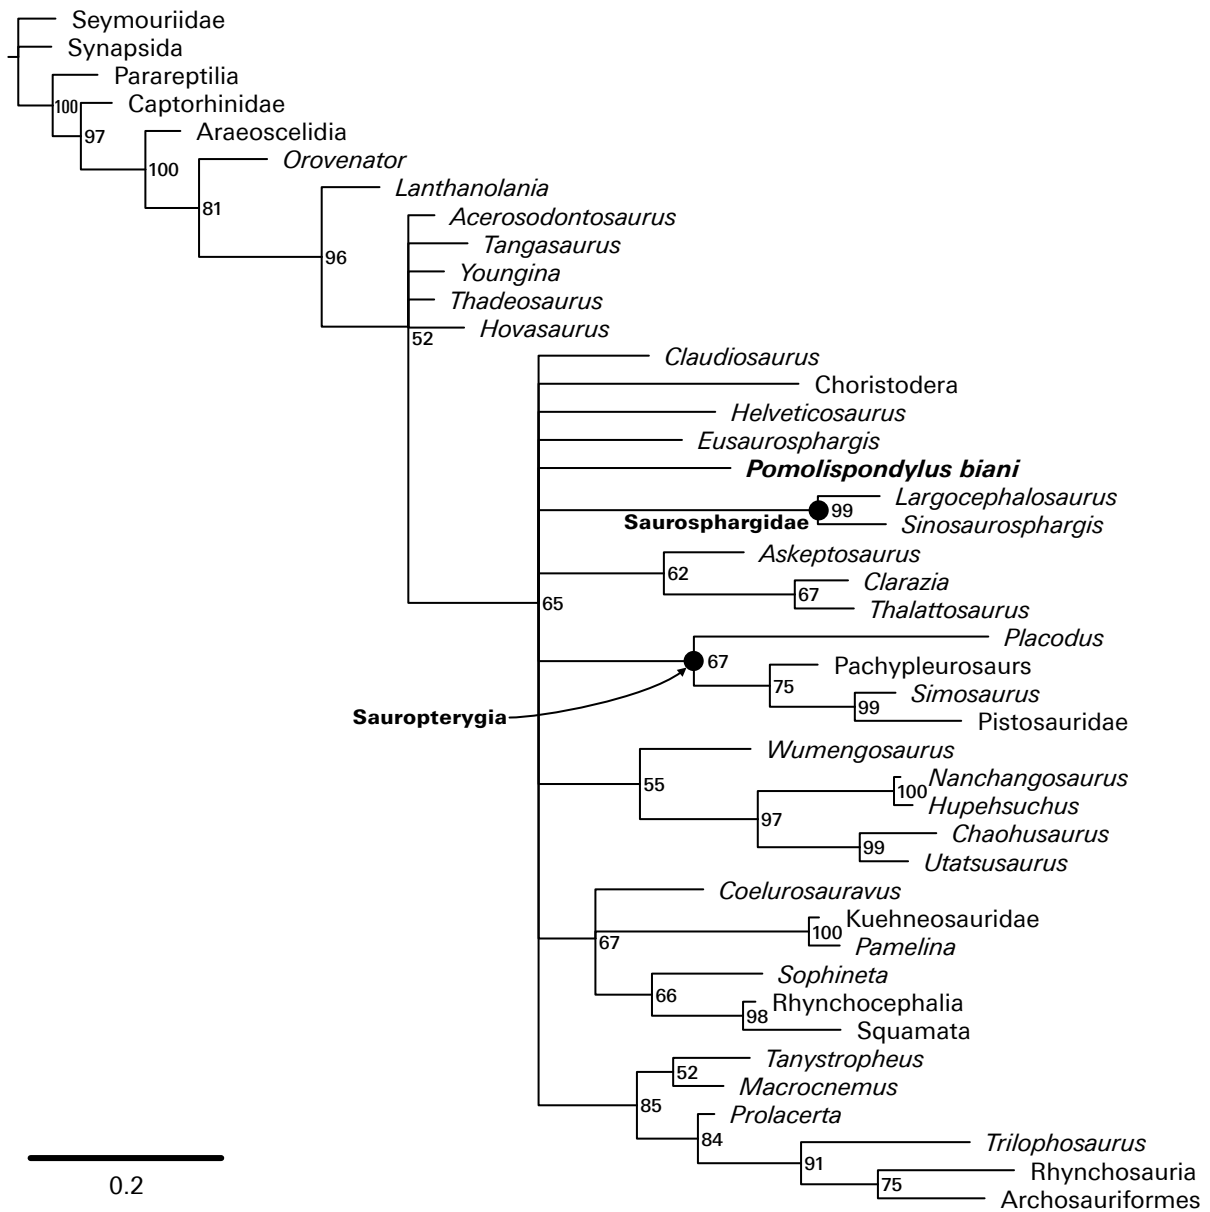 Seymouriidae
Synapsida
Parareptilia
100 Captorhinidae
97
Araeoscelidia
100
Orovenator
81
Lanthanolania
96
Acerosodontosaurus
Tangasaurus
Youngina
Thadeosaurus
Hovasaurus
52
Claudiosaurus
Choristodera
Helveticosaurus
Eusaurosphargis
Pomolispondylus biani
Largocephalosaurus
99
Saurosphargidae
Sinosaurosphargis
Askeptosaurus
62
Clarazia
67
Thalattosaurus
65
Placodus
67
Pachypleurosaurs
75
Simosaurus
99
Sauropterygia
Pistosauridae
Wumengosaurus
55
Nanchangosaurus
100
Hupehsuchus
97
Chaohusaurus
99
Utatsusaurus
Coelurosauravus
Kuehneosauridae
100
Pamelina
67
Sophineta
66
Rhynchocephalia
98
Squamata
Tanystropheus
52
Macrocnemus
85
Prolacerta
84
Trilophosaurus
91
Rhynchosauria
75
Archosauriformes
0.2